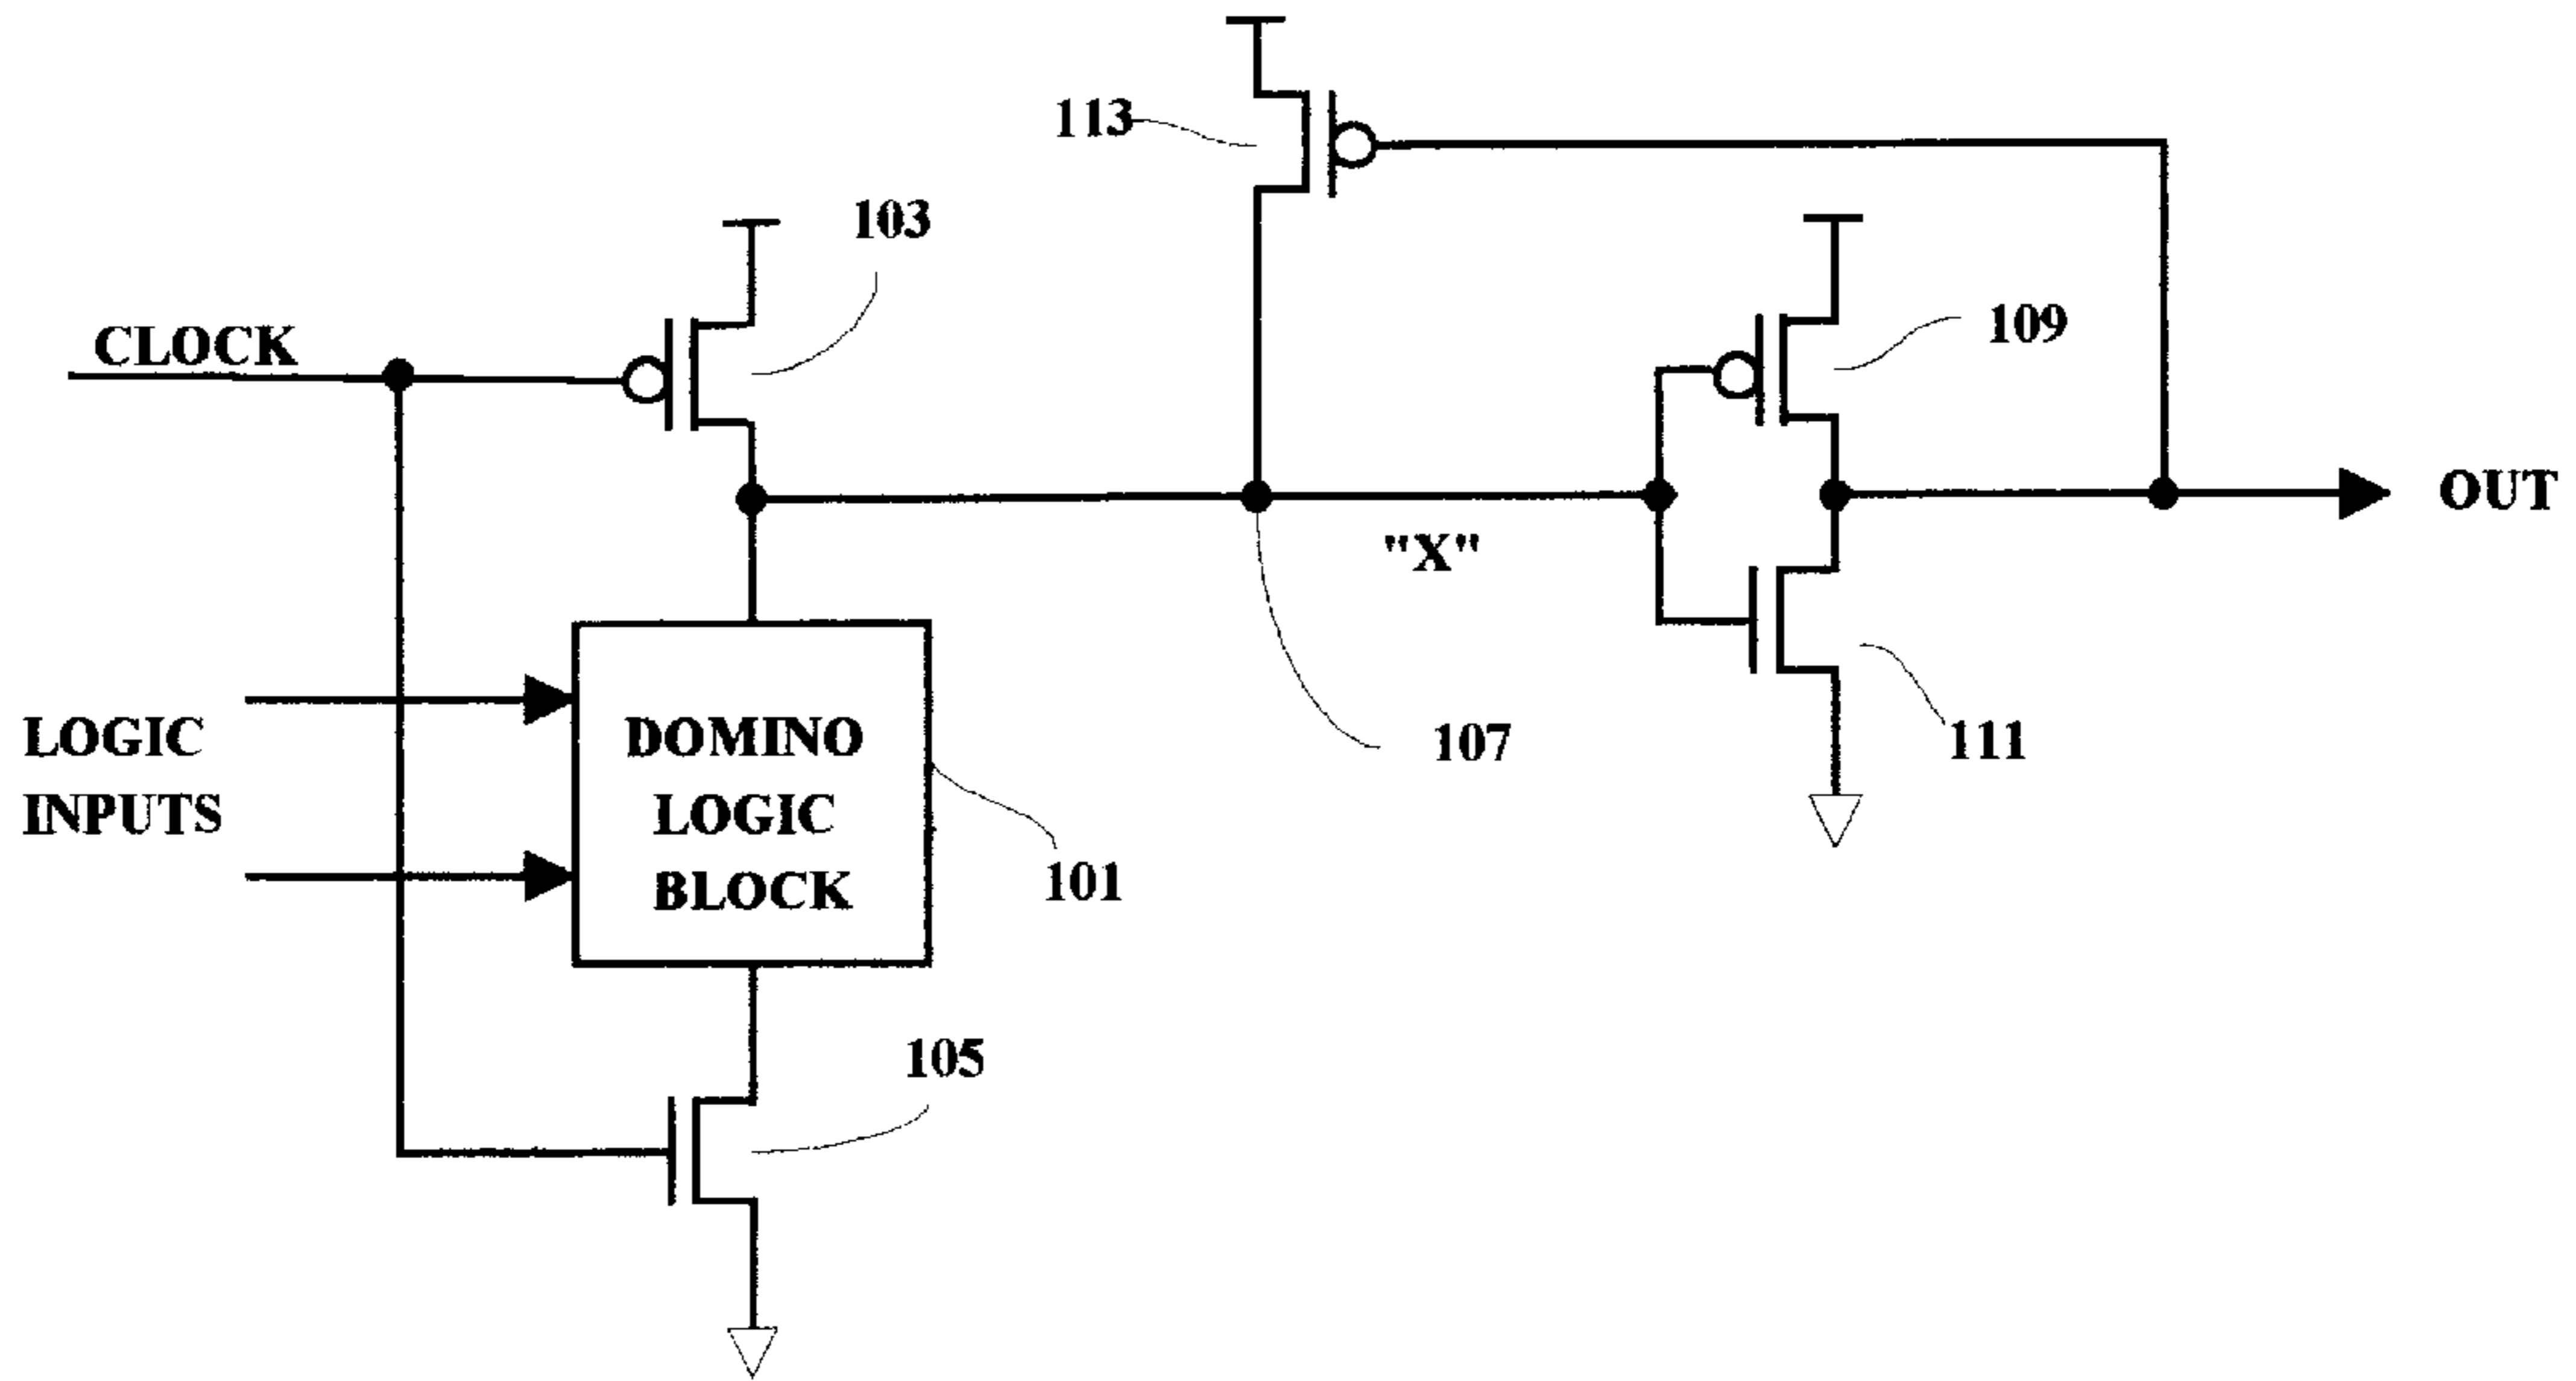 113
103
CLOCK
109
OUT
"X"
LOGIC
INPUTS
DOMINO
LOGIC
BLOCK
107
111
101
105